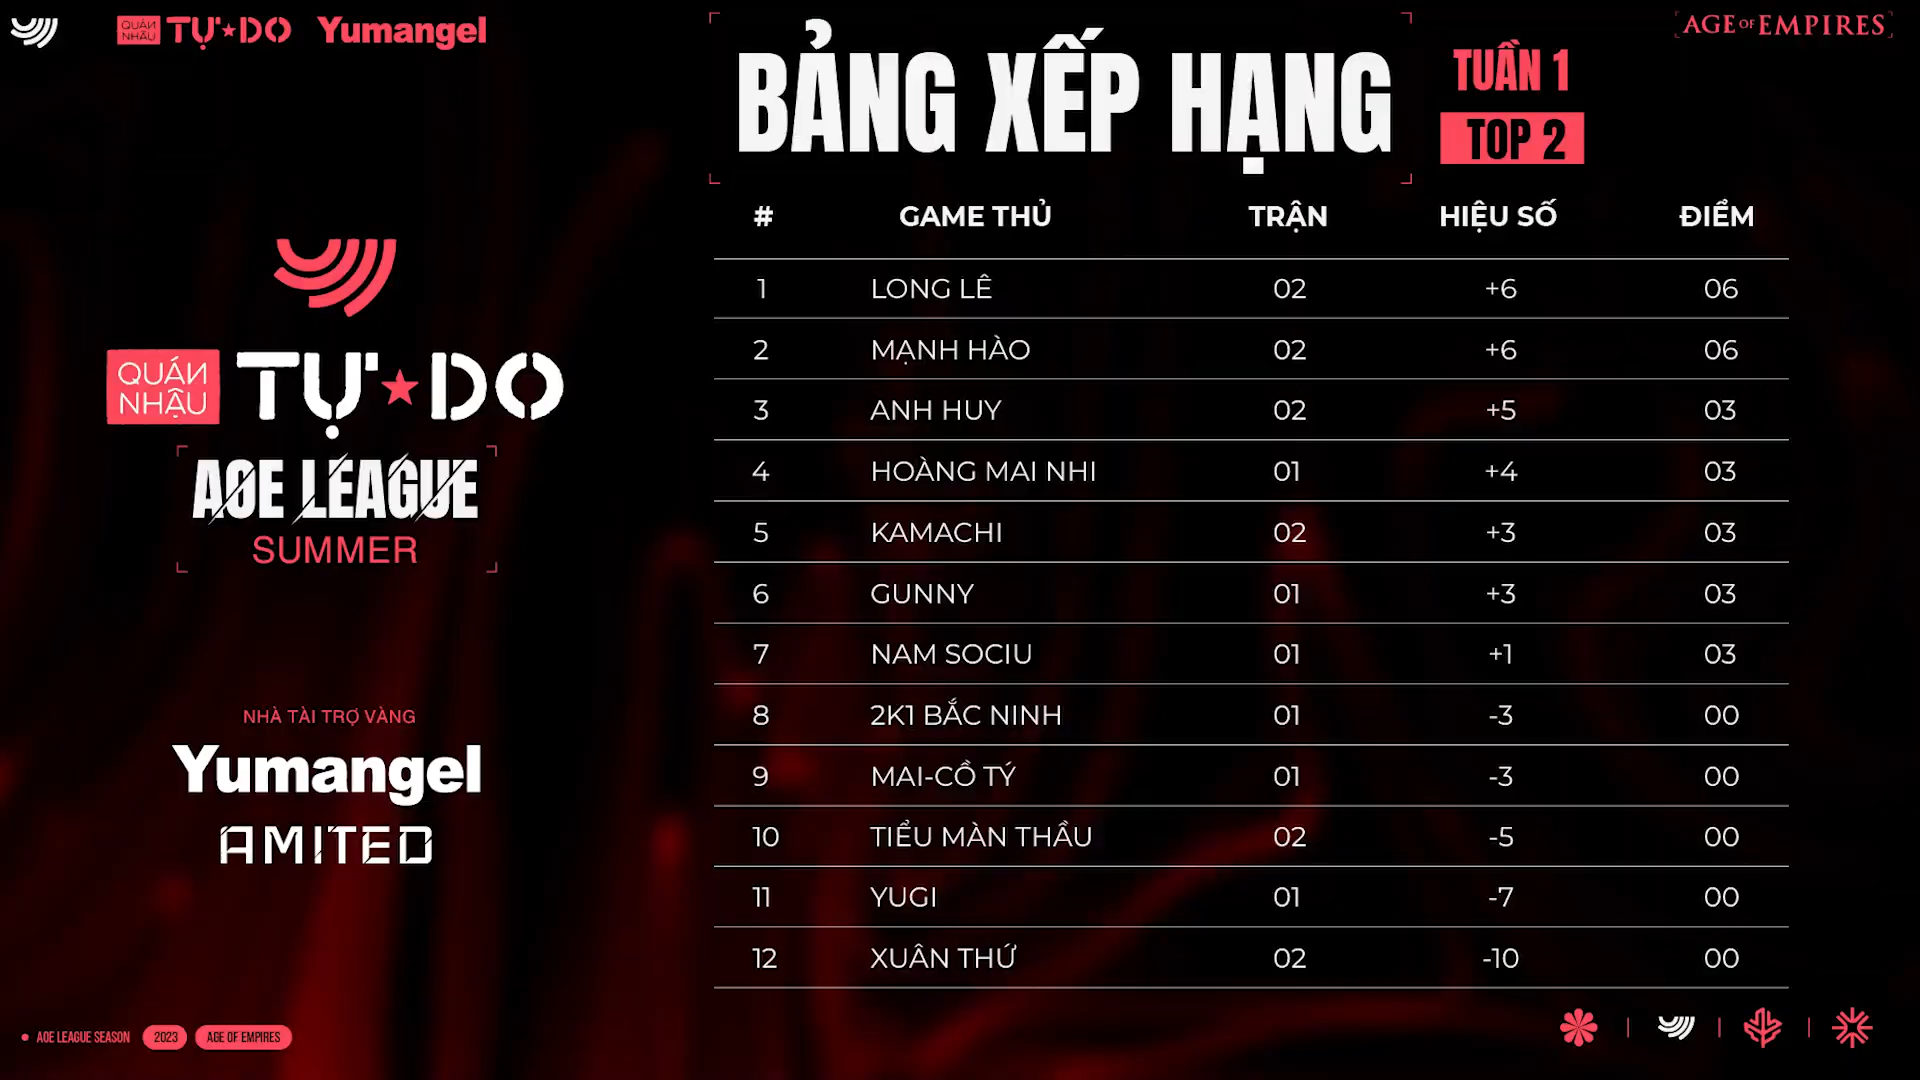 QUÁN NHẬU TỰ DO Yumangel
BẢNG XẾP HẠNG
TUẦN 1
TOP 2
AGE OF EMPIRES
QUÁN NHẬU
TỰ DO
AOE LEAGUE
SUMMER
NHÀ TÀI TRỢ VÀNG
Yumangel
AMITED
# GAME THỦ TRẬN HIỆU SỐ ĐIỂM
1 LONG LÊ 02 +6 06
2 MẠNH HÀO 02 +6 06
3 ANH HUY 02 +5 03
4 HOÀNG MAI NHI 01 +4 03
5 KAMACHI 02 +3 03
6 GUNNY 01 +3 03
7 NAM SOCIU 01 +1 03
8 2K1 BẮC NINH 01 -3 00
9 MAI-CỒ TÝ 01 -3 00
10 TIỂU MÀN THẦU 02 -5 00
11 YUGI 01 -7 00
12 XUÂN THỨ 02 -10 00
AOE LEAGUE SEASON 2023 AGE OF EMPIRES